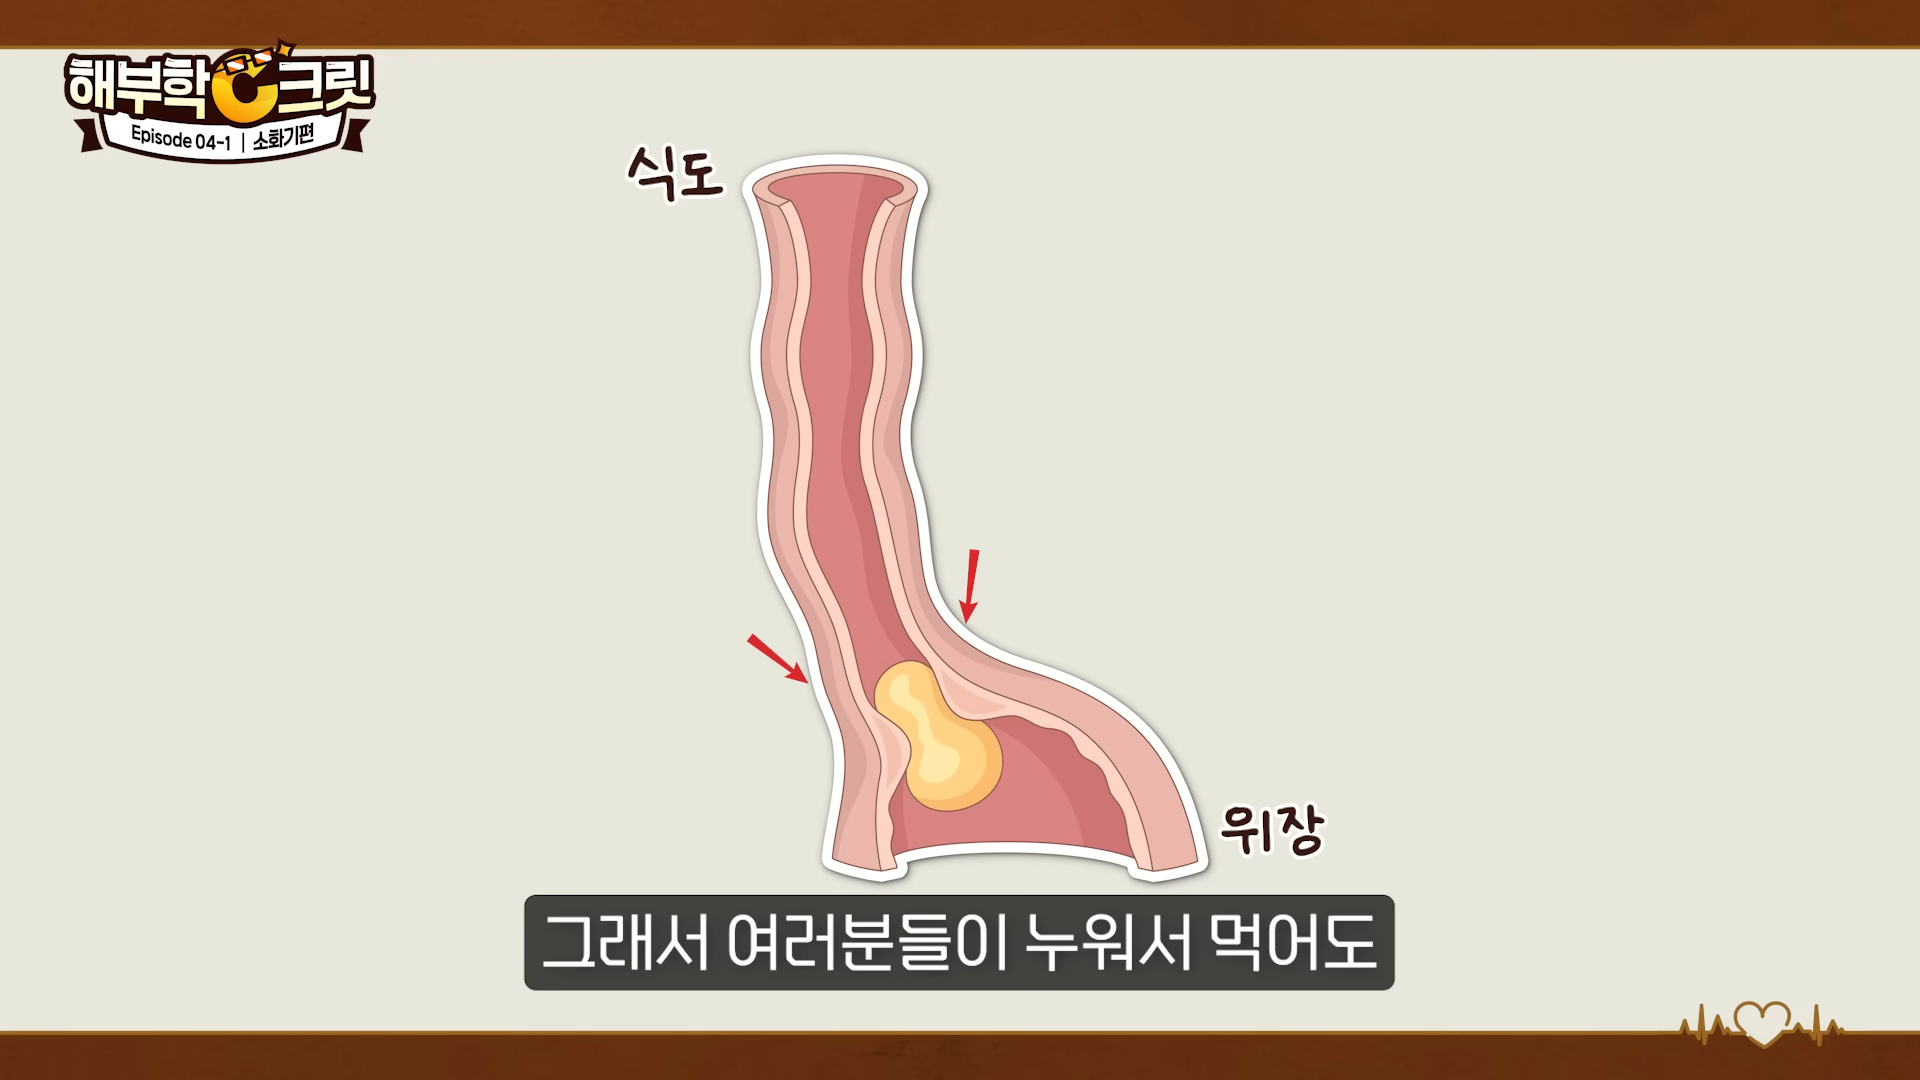 해부학C크릿
Episode 04-1 | 소화기편
식도
위장
그래서 여러분들이 누워서 먹어도